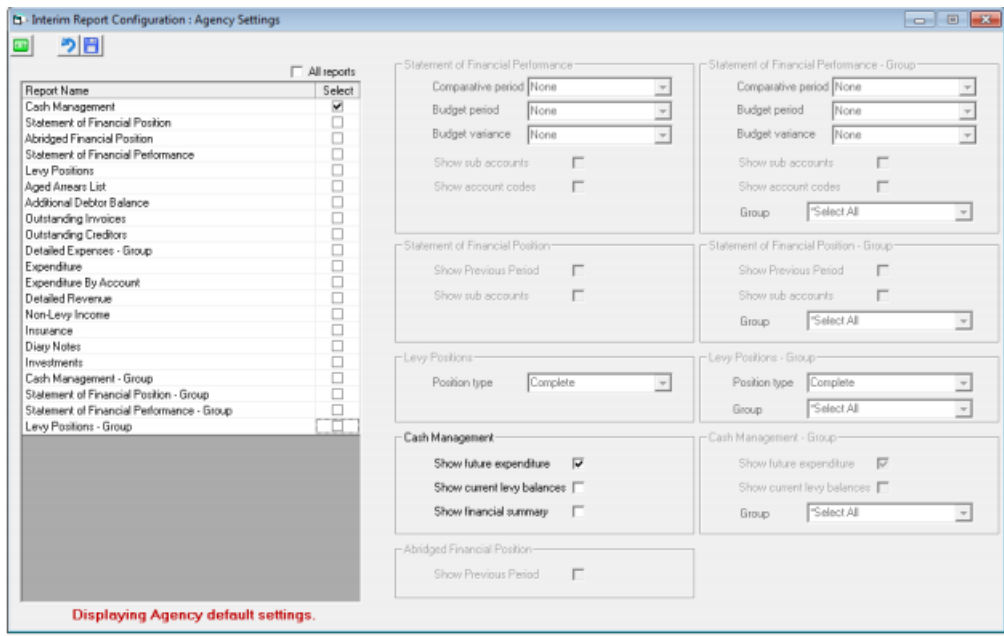 Interim Report Configuration : Agency Settings
All reports
Report Name Select
Cash Management
Statement of Financial Position
Abridged Financial Position
Statement of Financial Performance
Levy Positions
Aged Arrears List
Additional Debtor Balance
Outstanding Invoices
Outstanding Creditors
Detailed Expenses - Group
Expenditure
Expenditure By Account
Detailed Revenue
Non-Levy Income
Insurance
Diary Notes
Investments
Cash Management - Group
Statement of Financial Position - Group
Statement of Financial Performance - Group
Levy Positions - Group
Displaying Agency default settings.
Statement of Financial Performance
Comparative period None
Budget period None
Budget variance None
Show sub accounts
Show account codes
Statement of Financial Position
Show Previous Period
Show sub accounts
Levy Positions
Position type Complete
Cash Management
Show future expenditure
Show current levy balances
Show financial summary
Abridged Financial Position
Show Previous Period
Statement of Financial Performance - Group
Comparative period None
Budget period None
Budget variance None
Show sub accounts
Show account codes
Group *Select All
Statement of Financial Position - Group
Show Previous Period
Show sub accounts
Group *Select All
Levy Positions - Group
Position type Complete
Group *Select All
Cash Management - Group
Show future expenditure
Show current levy balances
Group *Select All